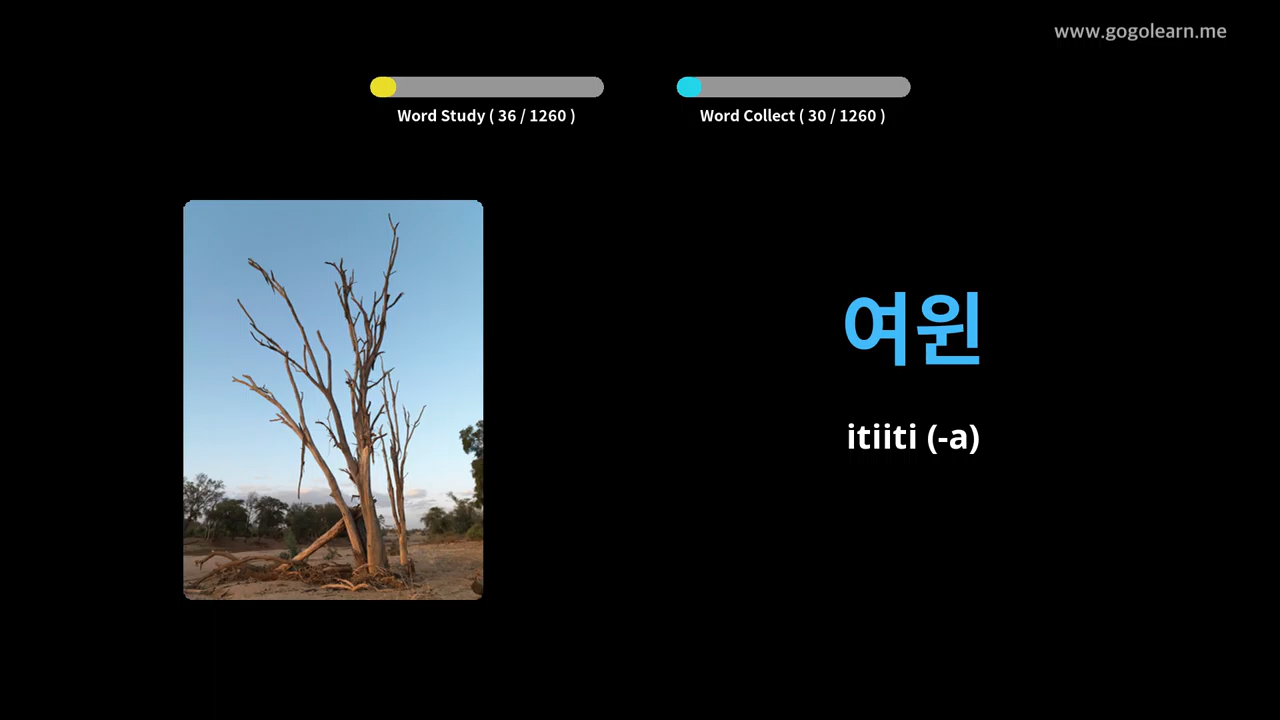 www.gogolearn.me
Word Study ( 36 / 1260 )
Word Collect ( 30 / 1260 )
여윈
itiiti (-a)